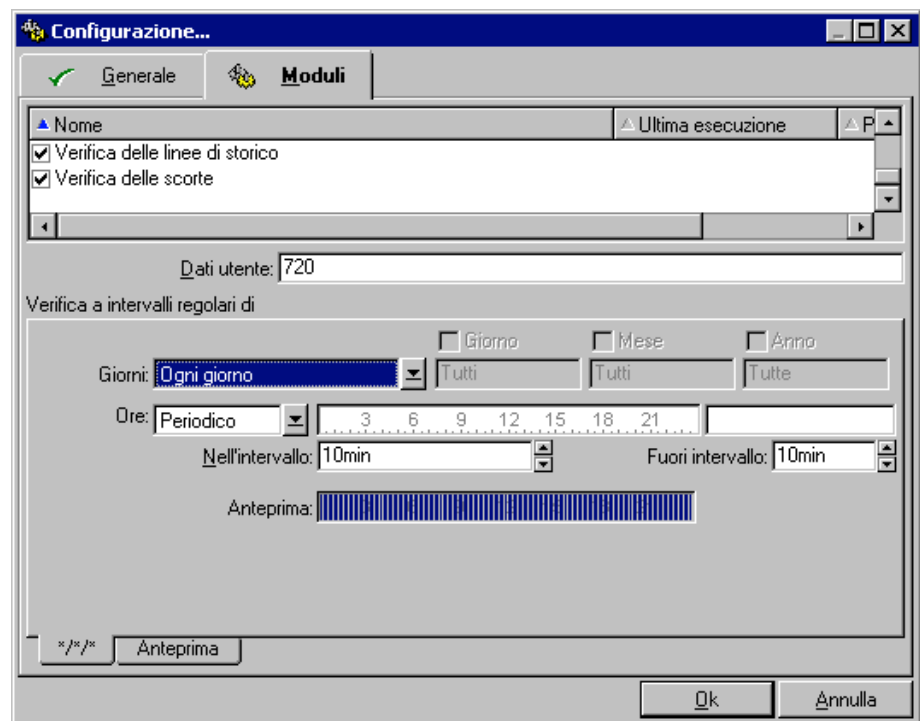 Configurazione...
Generale Moduli
Nome Ultima esecuzione P
Verifica delle linee di storico
Verifica delle scorte
Dati utente: 720
Verifica a intervalli regolari di
Giorno Mese Anno
Giorni: Ogni giorno Tutti Tutti Tutte
Ore: Periodico 3 6 9 12 15 18 21
Nell'intervallo: 10min Fuori intervallo: 10min
Anteprima:
*/*/* Anteprima
Ok Annulla